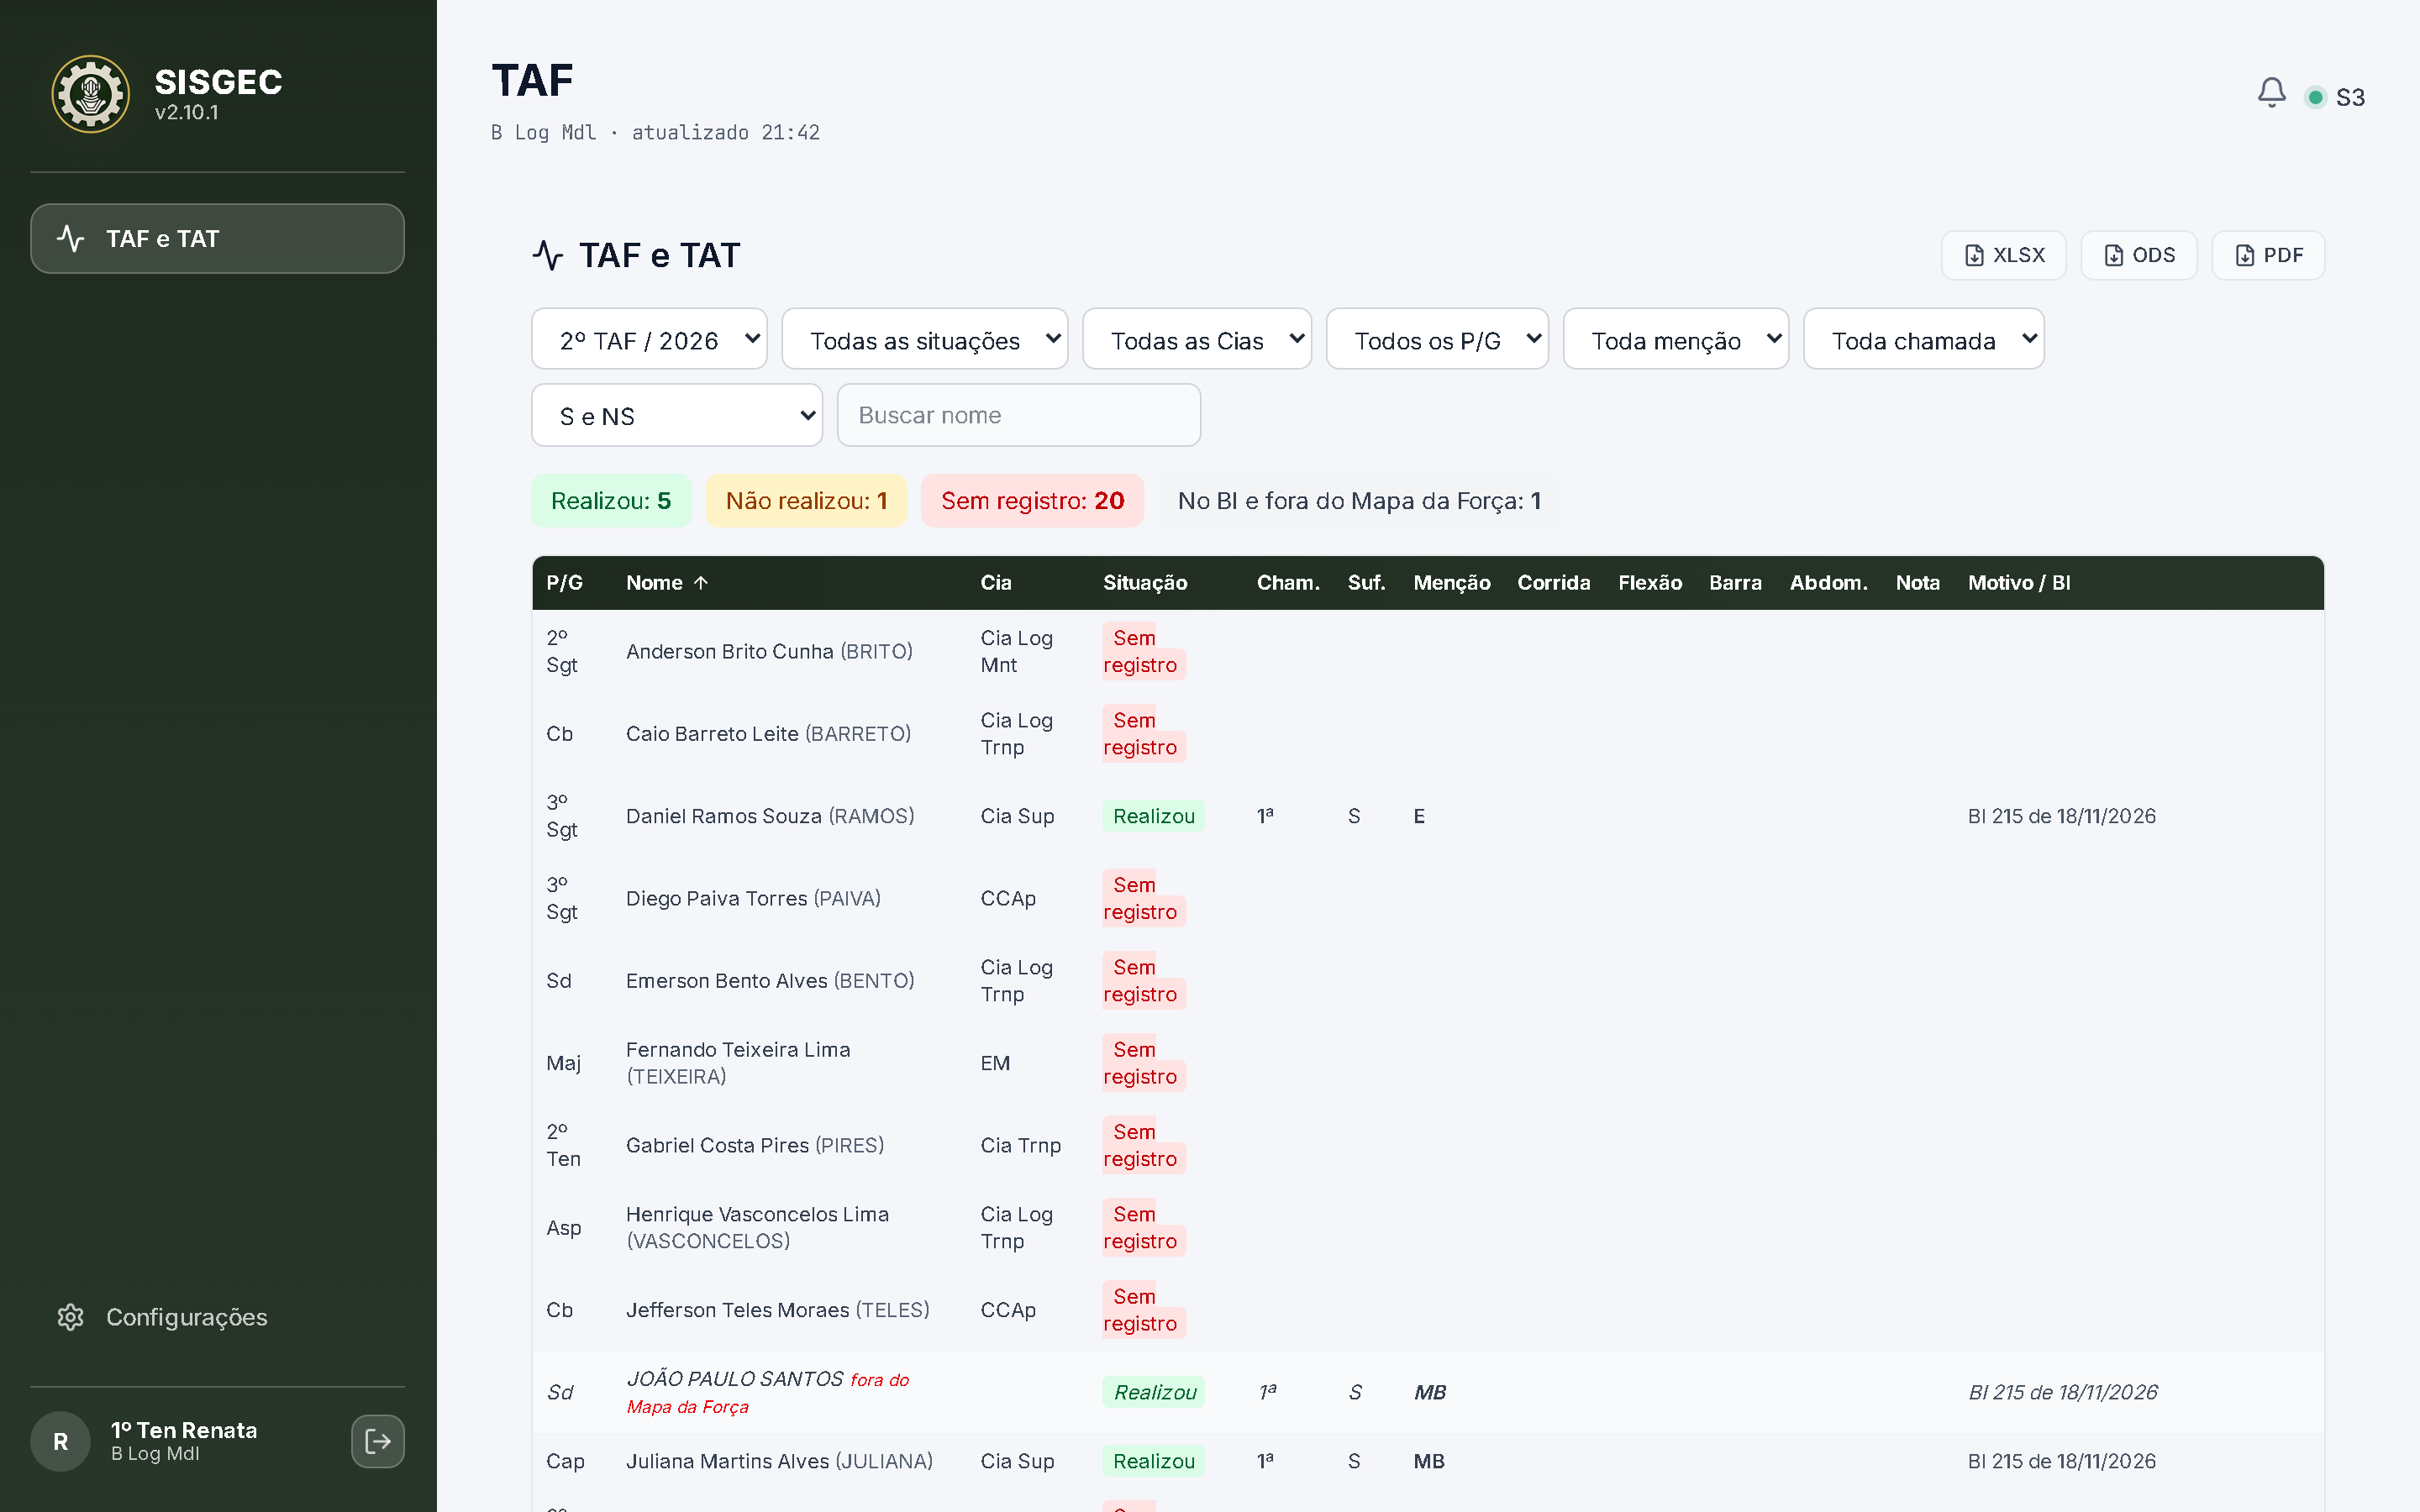 SISGEC
v2.10.1
TAF e TAT
Configurações
R
1º Ten Renata
B Log Mdl
TAF
B Log Mdl · atualizado 21:42
S3
TAF e TAT
XLSX
ODS
PDF
2º TAF / 2026
Todas as situações
Todas as Cias
Todos os P/G
Toda menção
Toda chamada
S e NS
Buscar nome
Realizou: 5
Não realizou: 1
Sem registro: 20
No BI e fora do Mapa da Força: 1
P/G Nome ↑ Cia Situação Cham. Suf. Menção Corrida Flexão Barra Abdom. Nota Motivo / BI
2º Sgt Anderson Brito Cunha (BRITO) Cia Log Mnt Sem registro
Cb Caio Barreto Leite (BARRETO) Cia Log Trnp Sem registro
3º Sgt Daniel Ramos Souza (RAMOS) Cia Sup Realizou 1ª S E BI 215 de 18/11/2026
3º Sgt Diego Paiva Torres (PAIVA) CCAp Sem registro
Sd Emerson Bento Alves (BENTO) Cia Log Trnp Sem registro
Maj Fernando Teixeira Lima (TEIXEIRA) EM Sem registro
2º Ten Gabriel Costa Pires (PIRES) Cia Trnp Sem registro
Asp Henrique Vasconcelos Lima (VASCONCELOS) Cia Log Trnp Sem registro
Cb Jefferson Teles Moraes (TELES) CCAp Sem registro
Sd JOÃO PAULO SANTOS fora do Mapa da Força Realizou 1ª S MB BI 215 de 18/11/2026
Cap Juliana Martins Alves (JULIANA) Cia Sup Realizou 1ª S MB BI 215 de 18/11/2026